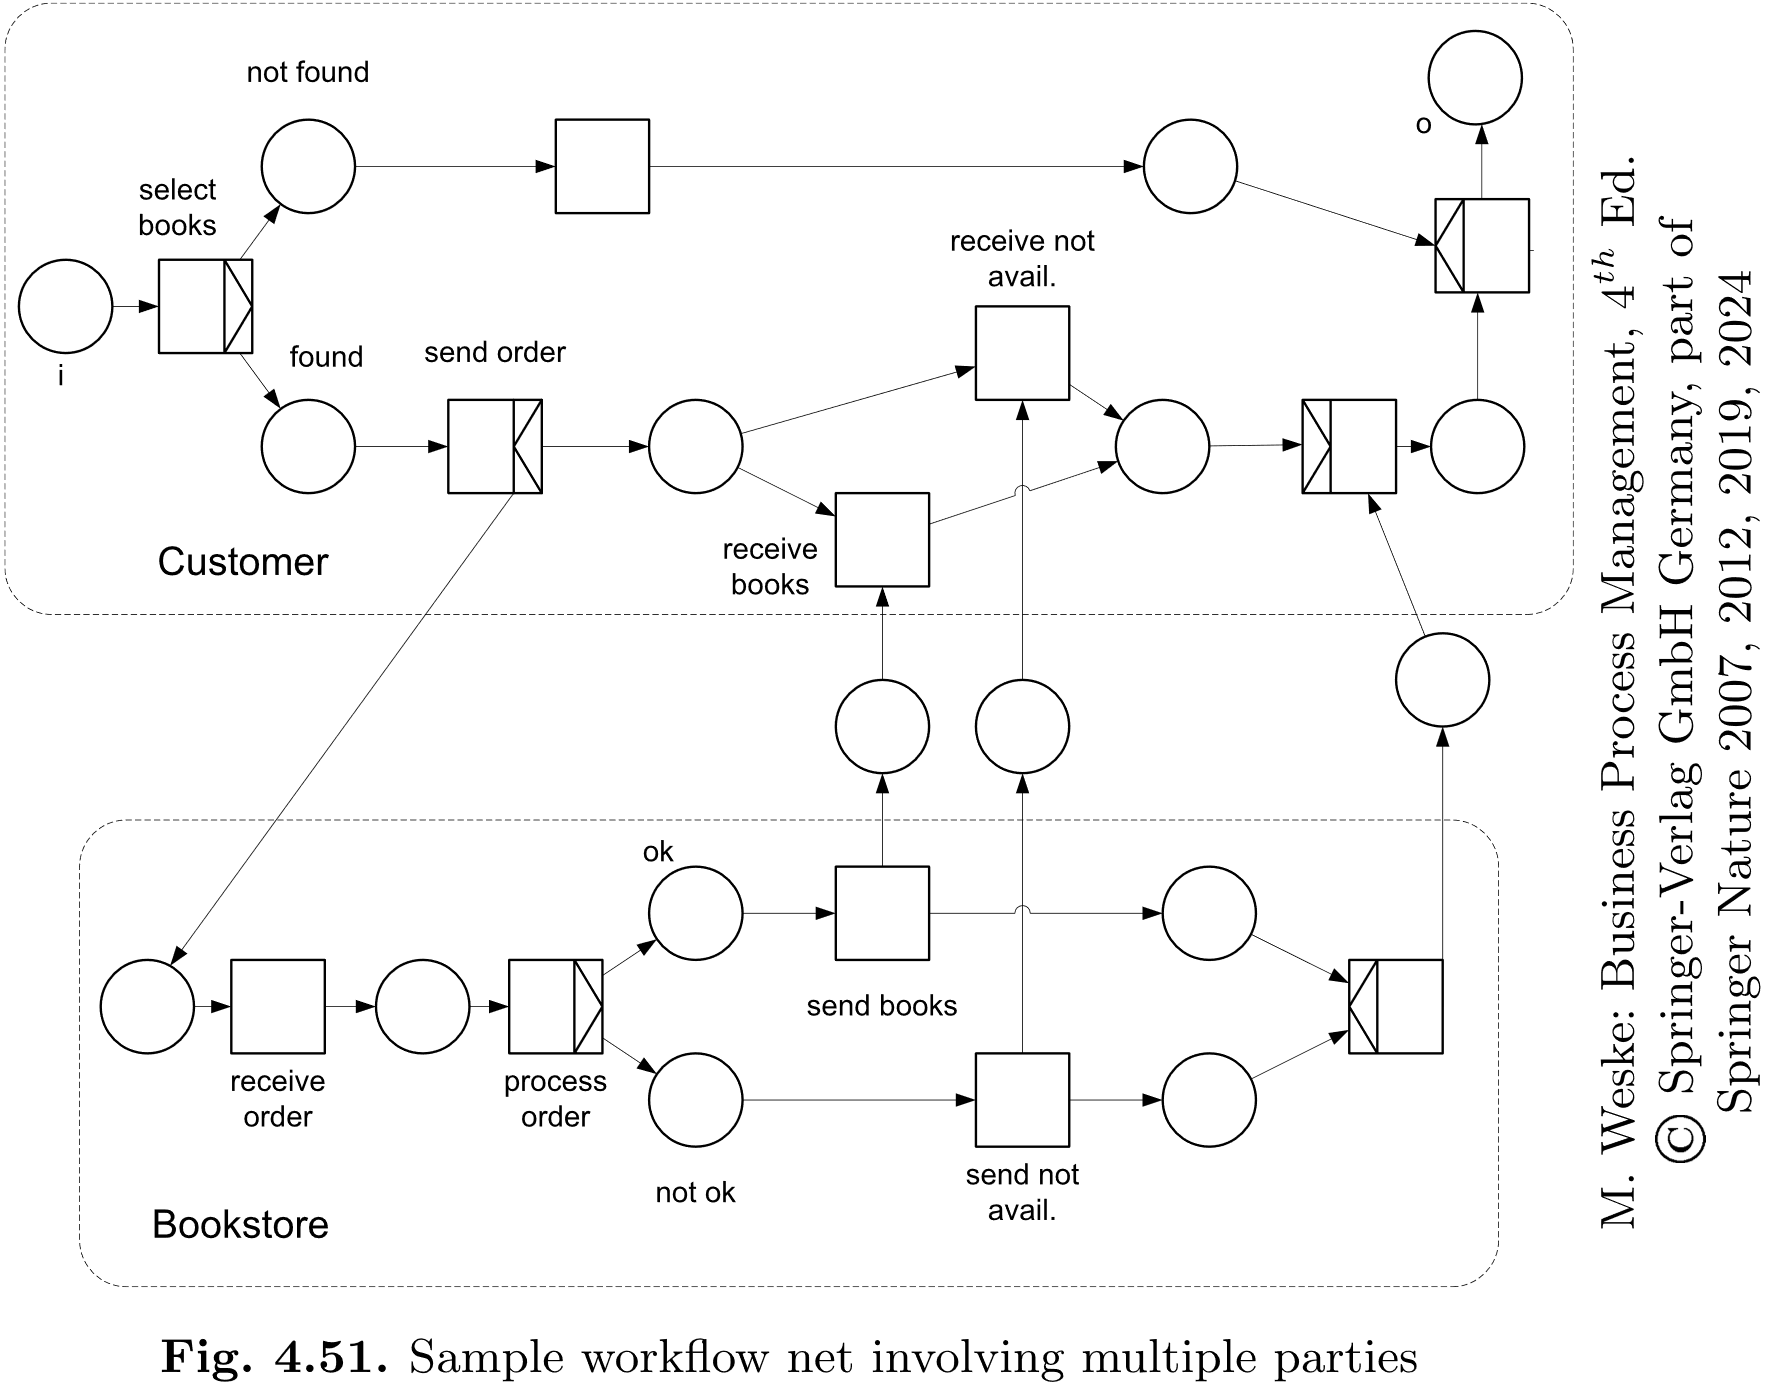 not found
o
select
books
receive not
avail.
i
found
send order
receive
books
Customer
ok
send books
receive
order
process
order
not ok
send not
avail.
Bookstore
M. Weske: Business Process Management, 4th Ed.
© Springer-Verlag GmbH Germany, part of
Springer Nature 2007, 2012, 2019, 2024
Fig. 4.51. Sample workflow net involving multiple parties